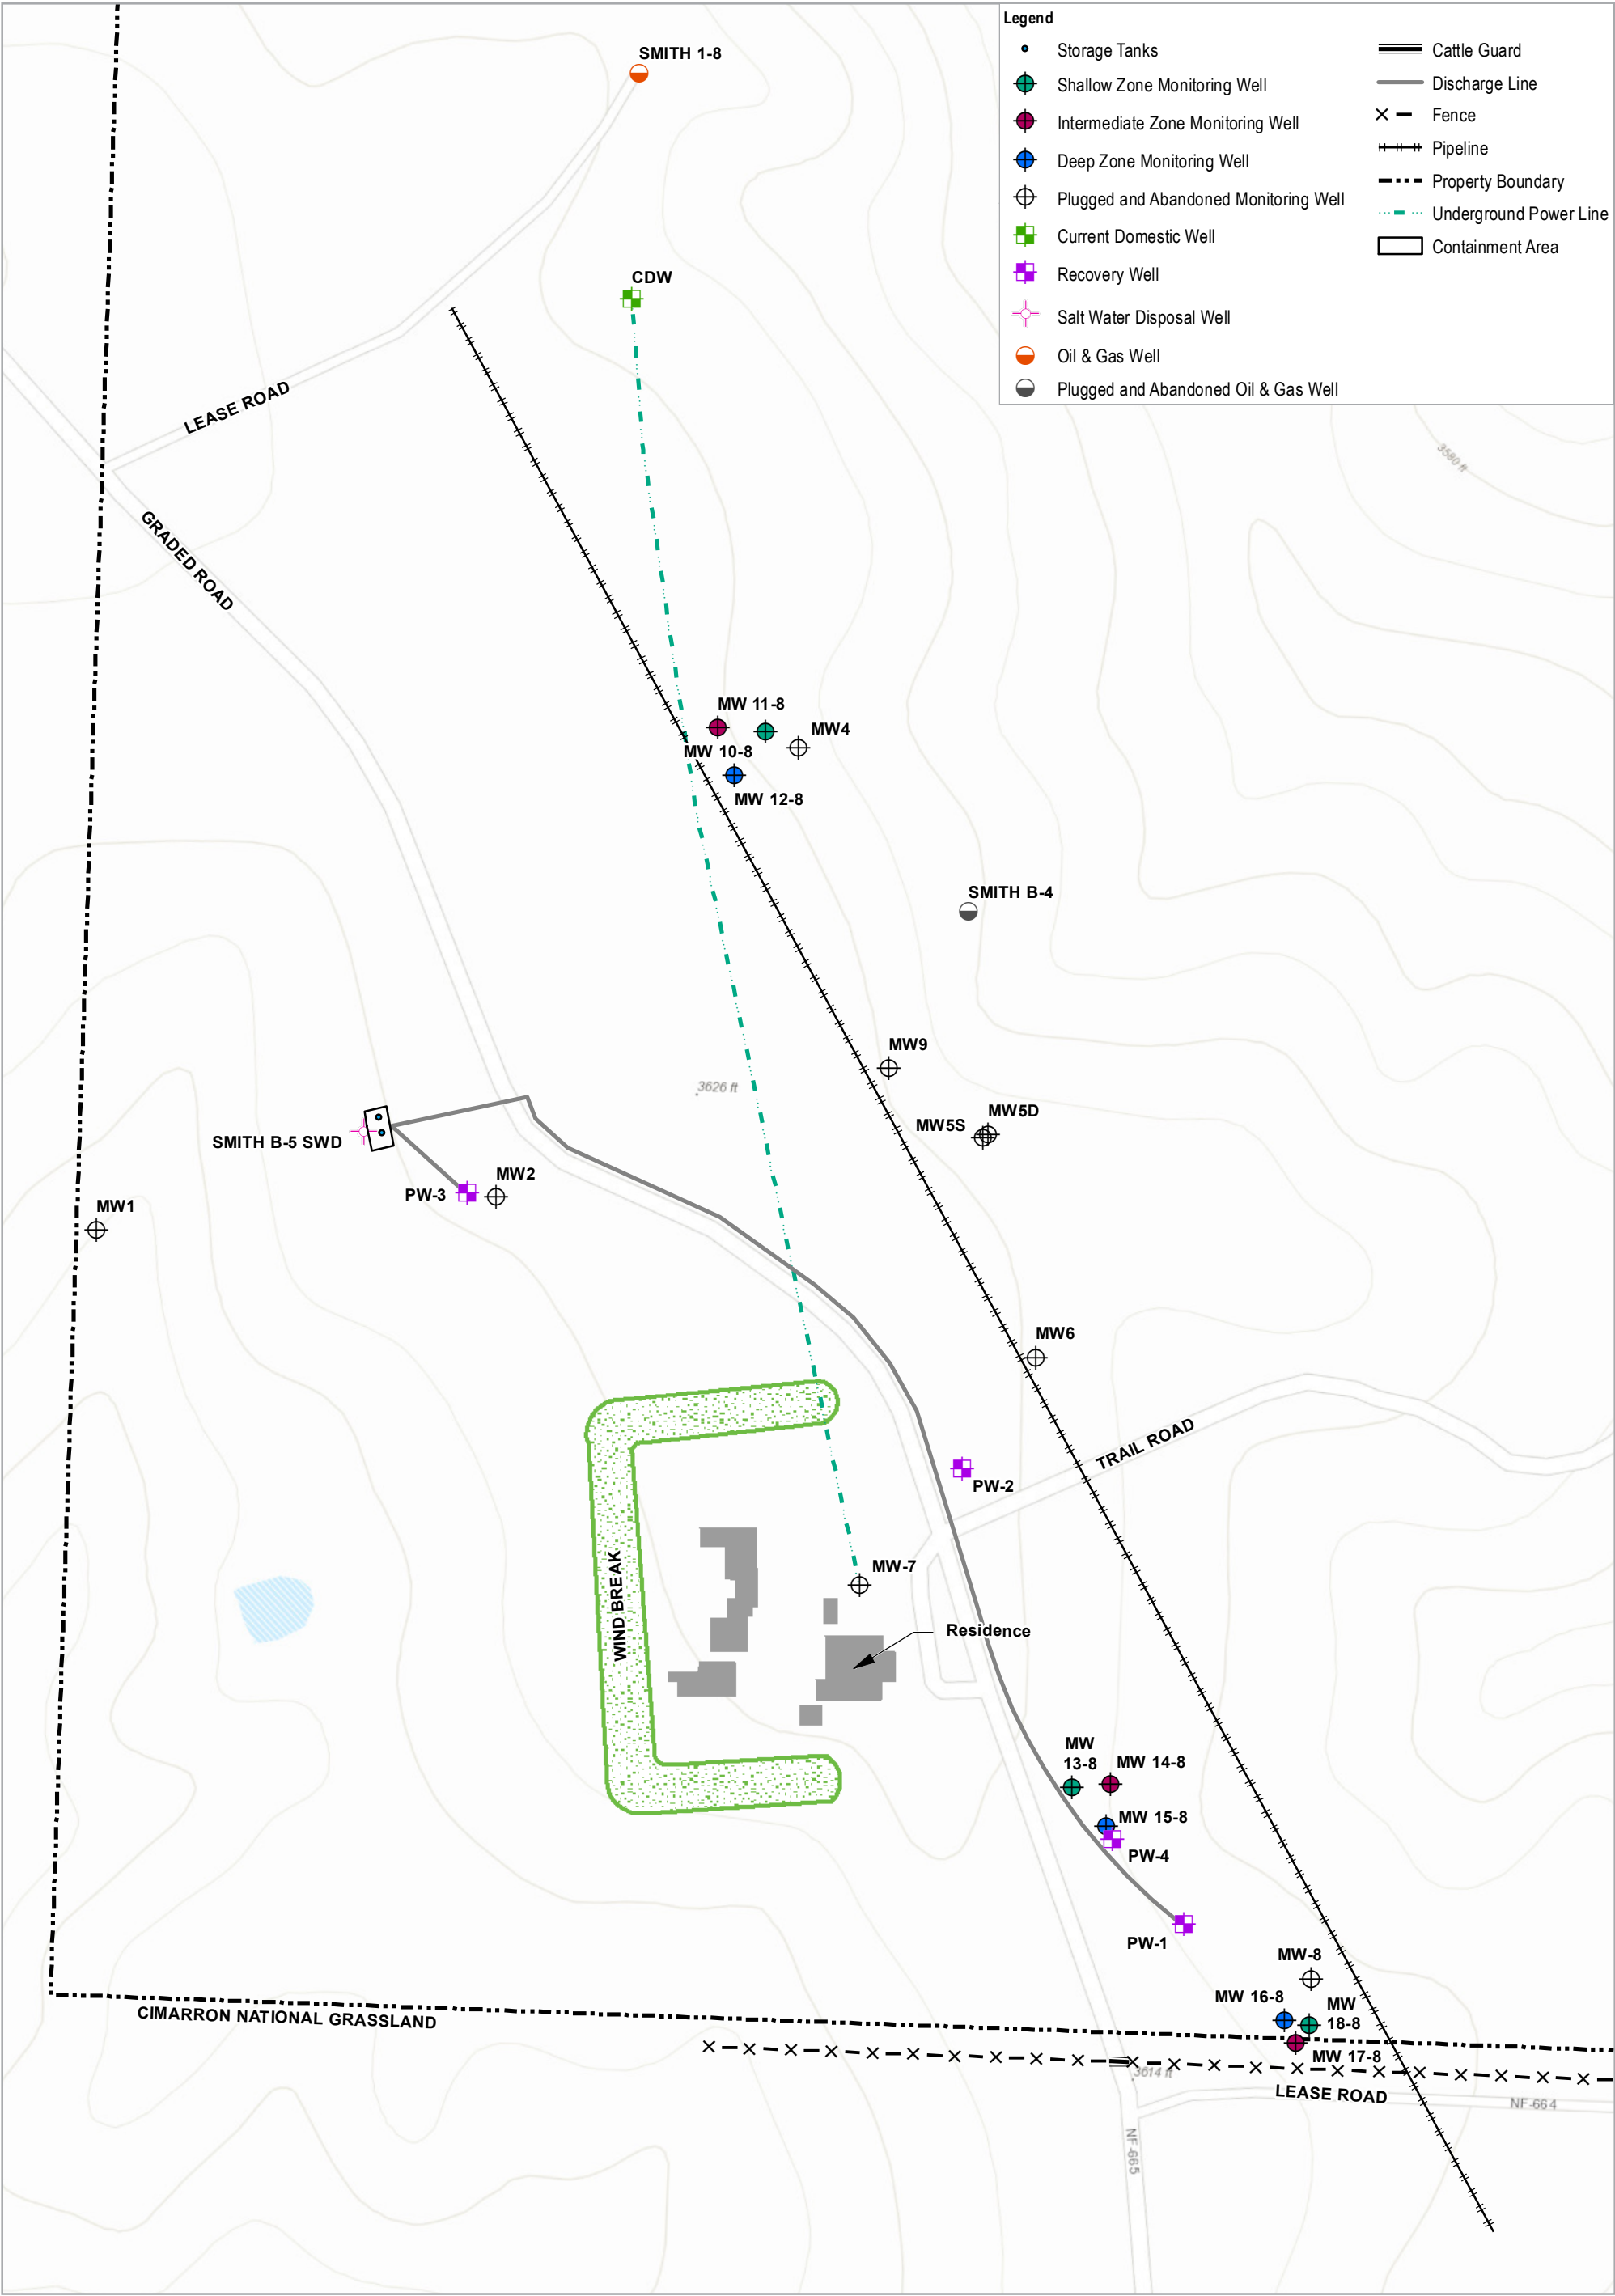 Legend
Storage Tanks
Shallow Zone Monitoring Well
Intermediate Zone Monitoring Well
Deep Zone Monitoring Well
Plugged and Abandoned Monitoring Well
Current Domestic Well
Recovery Well
Salt Water Disposal Well
Oil & Gas Well
Plugged and Abandoned Oil & Gas Well
Cattle Guard
Discharge Line
Fence
Pipeline
Property Boundary
Underground Power Line
Containment Area
SMITH 1-8
CDW
LEASE ROAD
3580 ft
GRADED ROAD
MW 11-8
MW4
MW 10-8
MW 12-8
SMITH B-4
MW9
3626 ft
MW5D
MW5S
SMITH B-5 SWD
MW2
PW-3
MW1
MW6
TRAIL ROAD
PW-2
WIND BREAK
MW-7
Residence
MW
13-8
MW 14-8
MW 15-8
PW-4
PW-1
MW-8
MW 16-8
MW
18-8
CIMARRON NATIONAL GRASSLAND
MW 17-8
3614 ft
LEASE ROAD
NF-664
NF-665